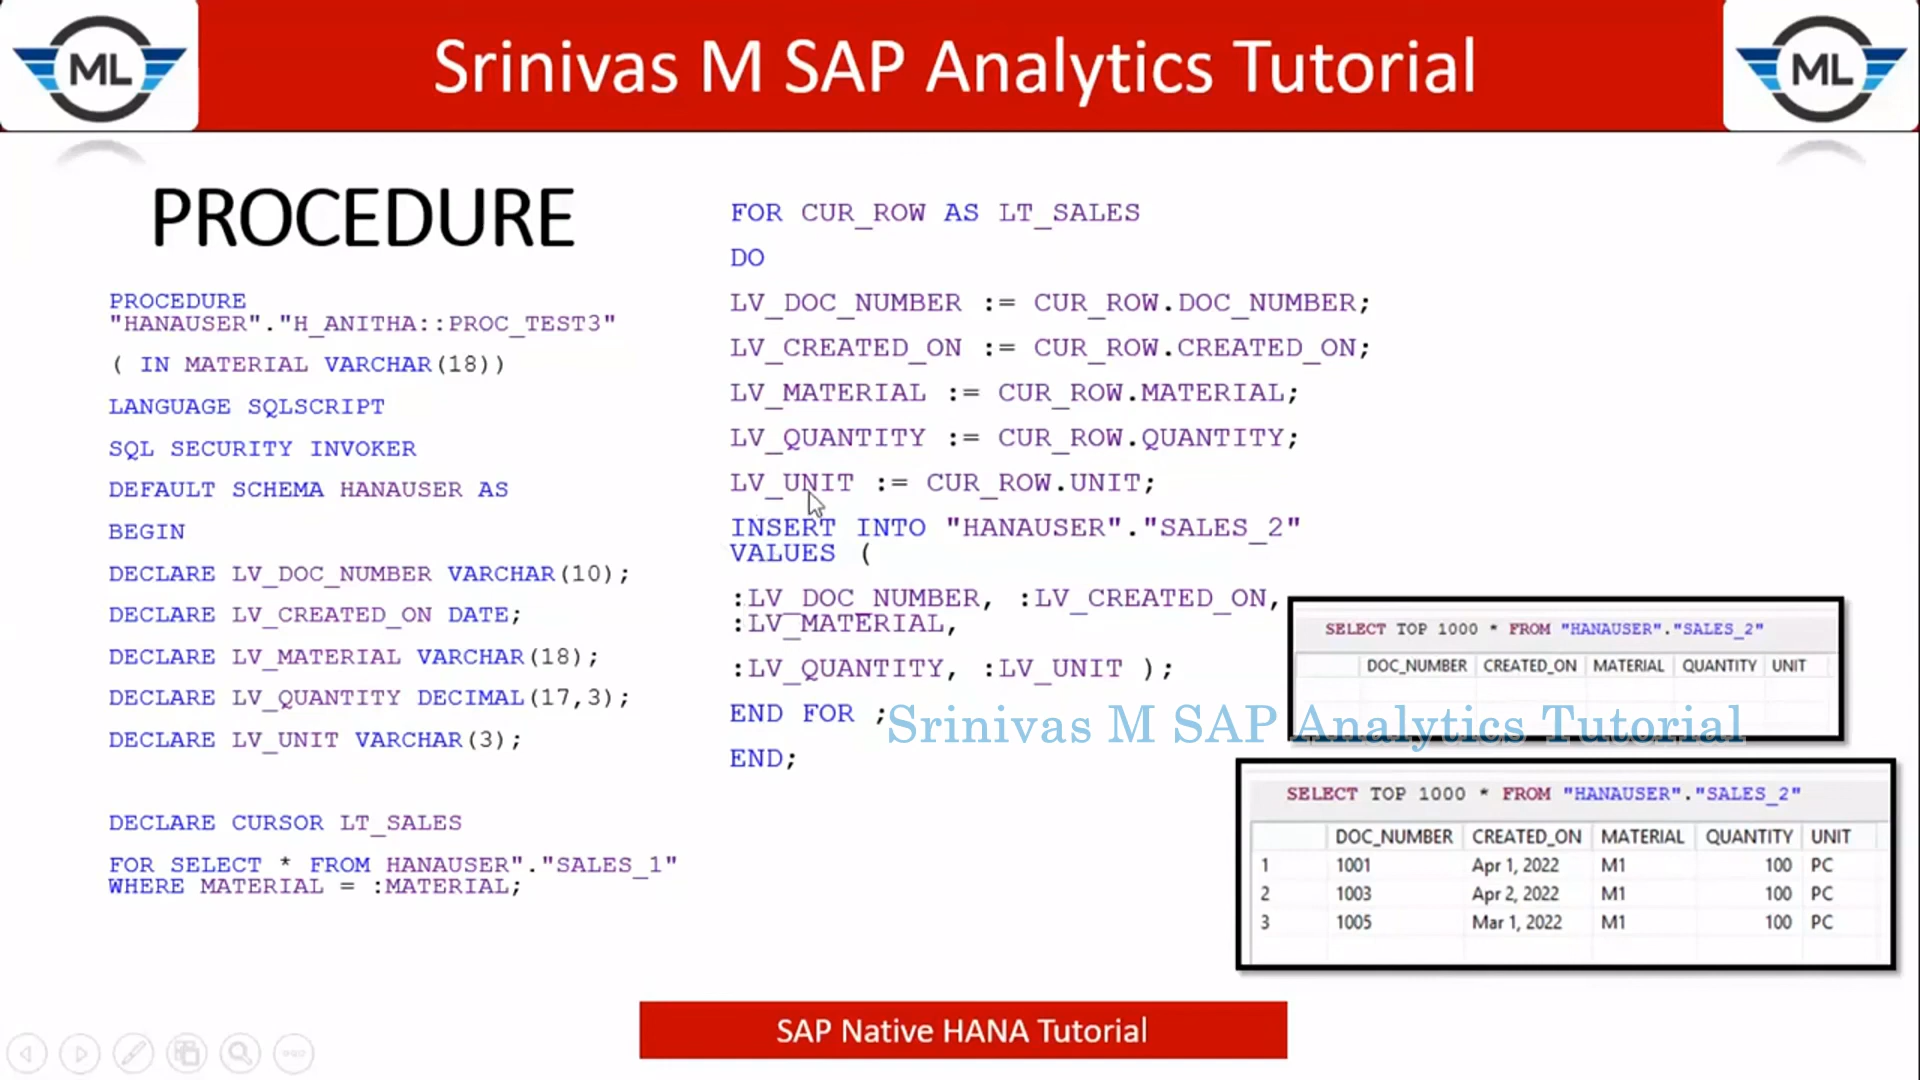 ML
Srinivas M SAP Analytics Tutorial
ML
PROCEDURE
PROCEDURE
"HANAUSER"."H_ANITHA::PROC_TEST3"
( IN MATERIAL VARCHAR(18))
LANGUAGE SQLSCRIPT
SQL SECURITY INVOKER
DEFAULT SCHEMA HANAUSER AS
BEGIN
DECLARE LV_DOC_NUMBER VARCHAR(10);
DECLARE LV_CREATED_ON DATE;
DECLARE LV_MATERIAL VARCHAR(18);
DECLARE LV_QUANTITY DECIMAL(17,3);
DECLARE LV_UNIT VARCHAR(3);
DECLARE CURSOR LT_SALES
FOR SELECT * FROM HANAUSER"."SALES_1"
WHERE MATERIAL = :MATERIAL;
FOR CUR_ROW AS LT_SALES
DO
LV_DOC_NUMBER := CUR_ROW.DOC_NUMBER;
LV_CREATED_ON := CUR_ROW.CREATED_ON;
LV_MATERIAL := CUR_ROW.MATERIAL;
LV_QUANTITY := CUR_ROW.QUANTITY;
LV_UNIT := CUR_ROW.UNIT;
INSERT INTO "HANAUSER"."SALES_2"
VALUES (
:LV_DOC_NUMBER, :LV_CREATED_ON,
:LV_MATERIAL,
:LV_QUANTITY, :LV_UNIT );
END FOR ;
END;
SELECT TOP 1000 * FROM "HANAUSER"."SALES_2"
DOC_NUMBER CREATED_ON MATERIAL QUANTITY UNIT
Srinivas M SAP Analytics Tutorial
SELECT TOP 1000 * FROM "HANAUSER"."SALES_2"
DOC_NUMBER CREATED_ON MATERIAL QUANTITY UNIT
1 1001 Apr 1, 2022 M1 100 PC
2 1003 Apr 2, 2022 M1 100 PC
3 1005 Mar 1, 2022 M1 100 PC
SAP Native HANA Tutorial